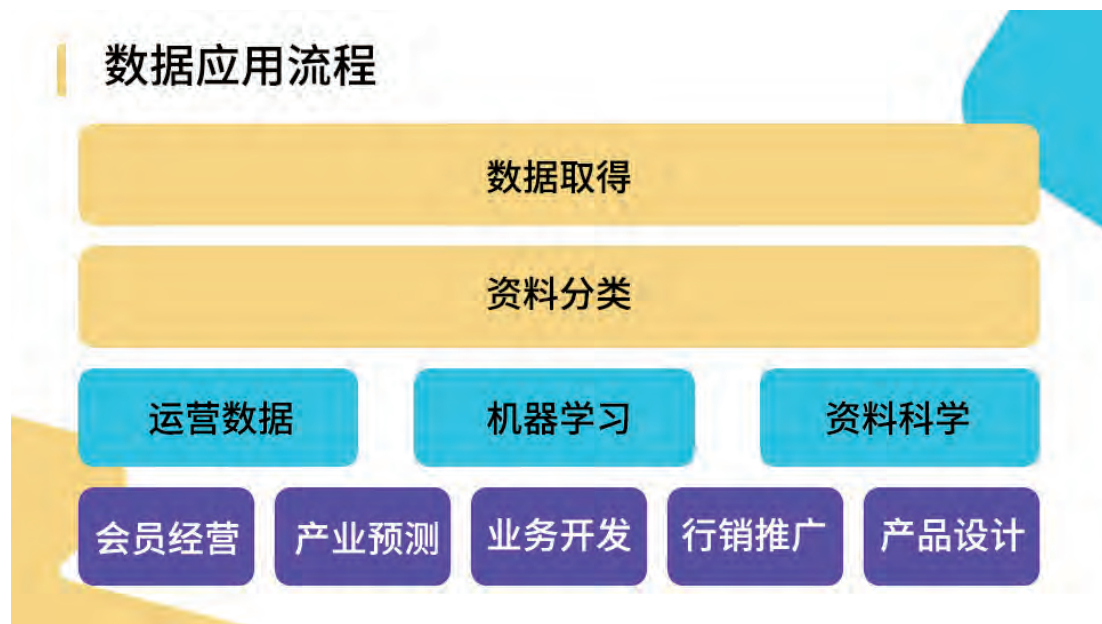 数据应用流程
数据取得
资料分类
运营数据
机器学习
资料科学
会员经营
产业预测
业务开发
行销推广
产品设计